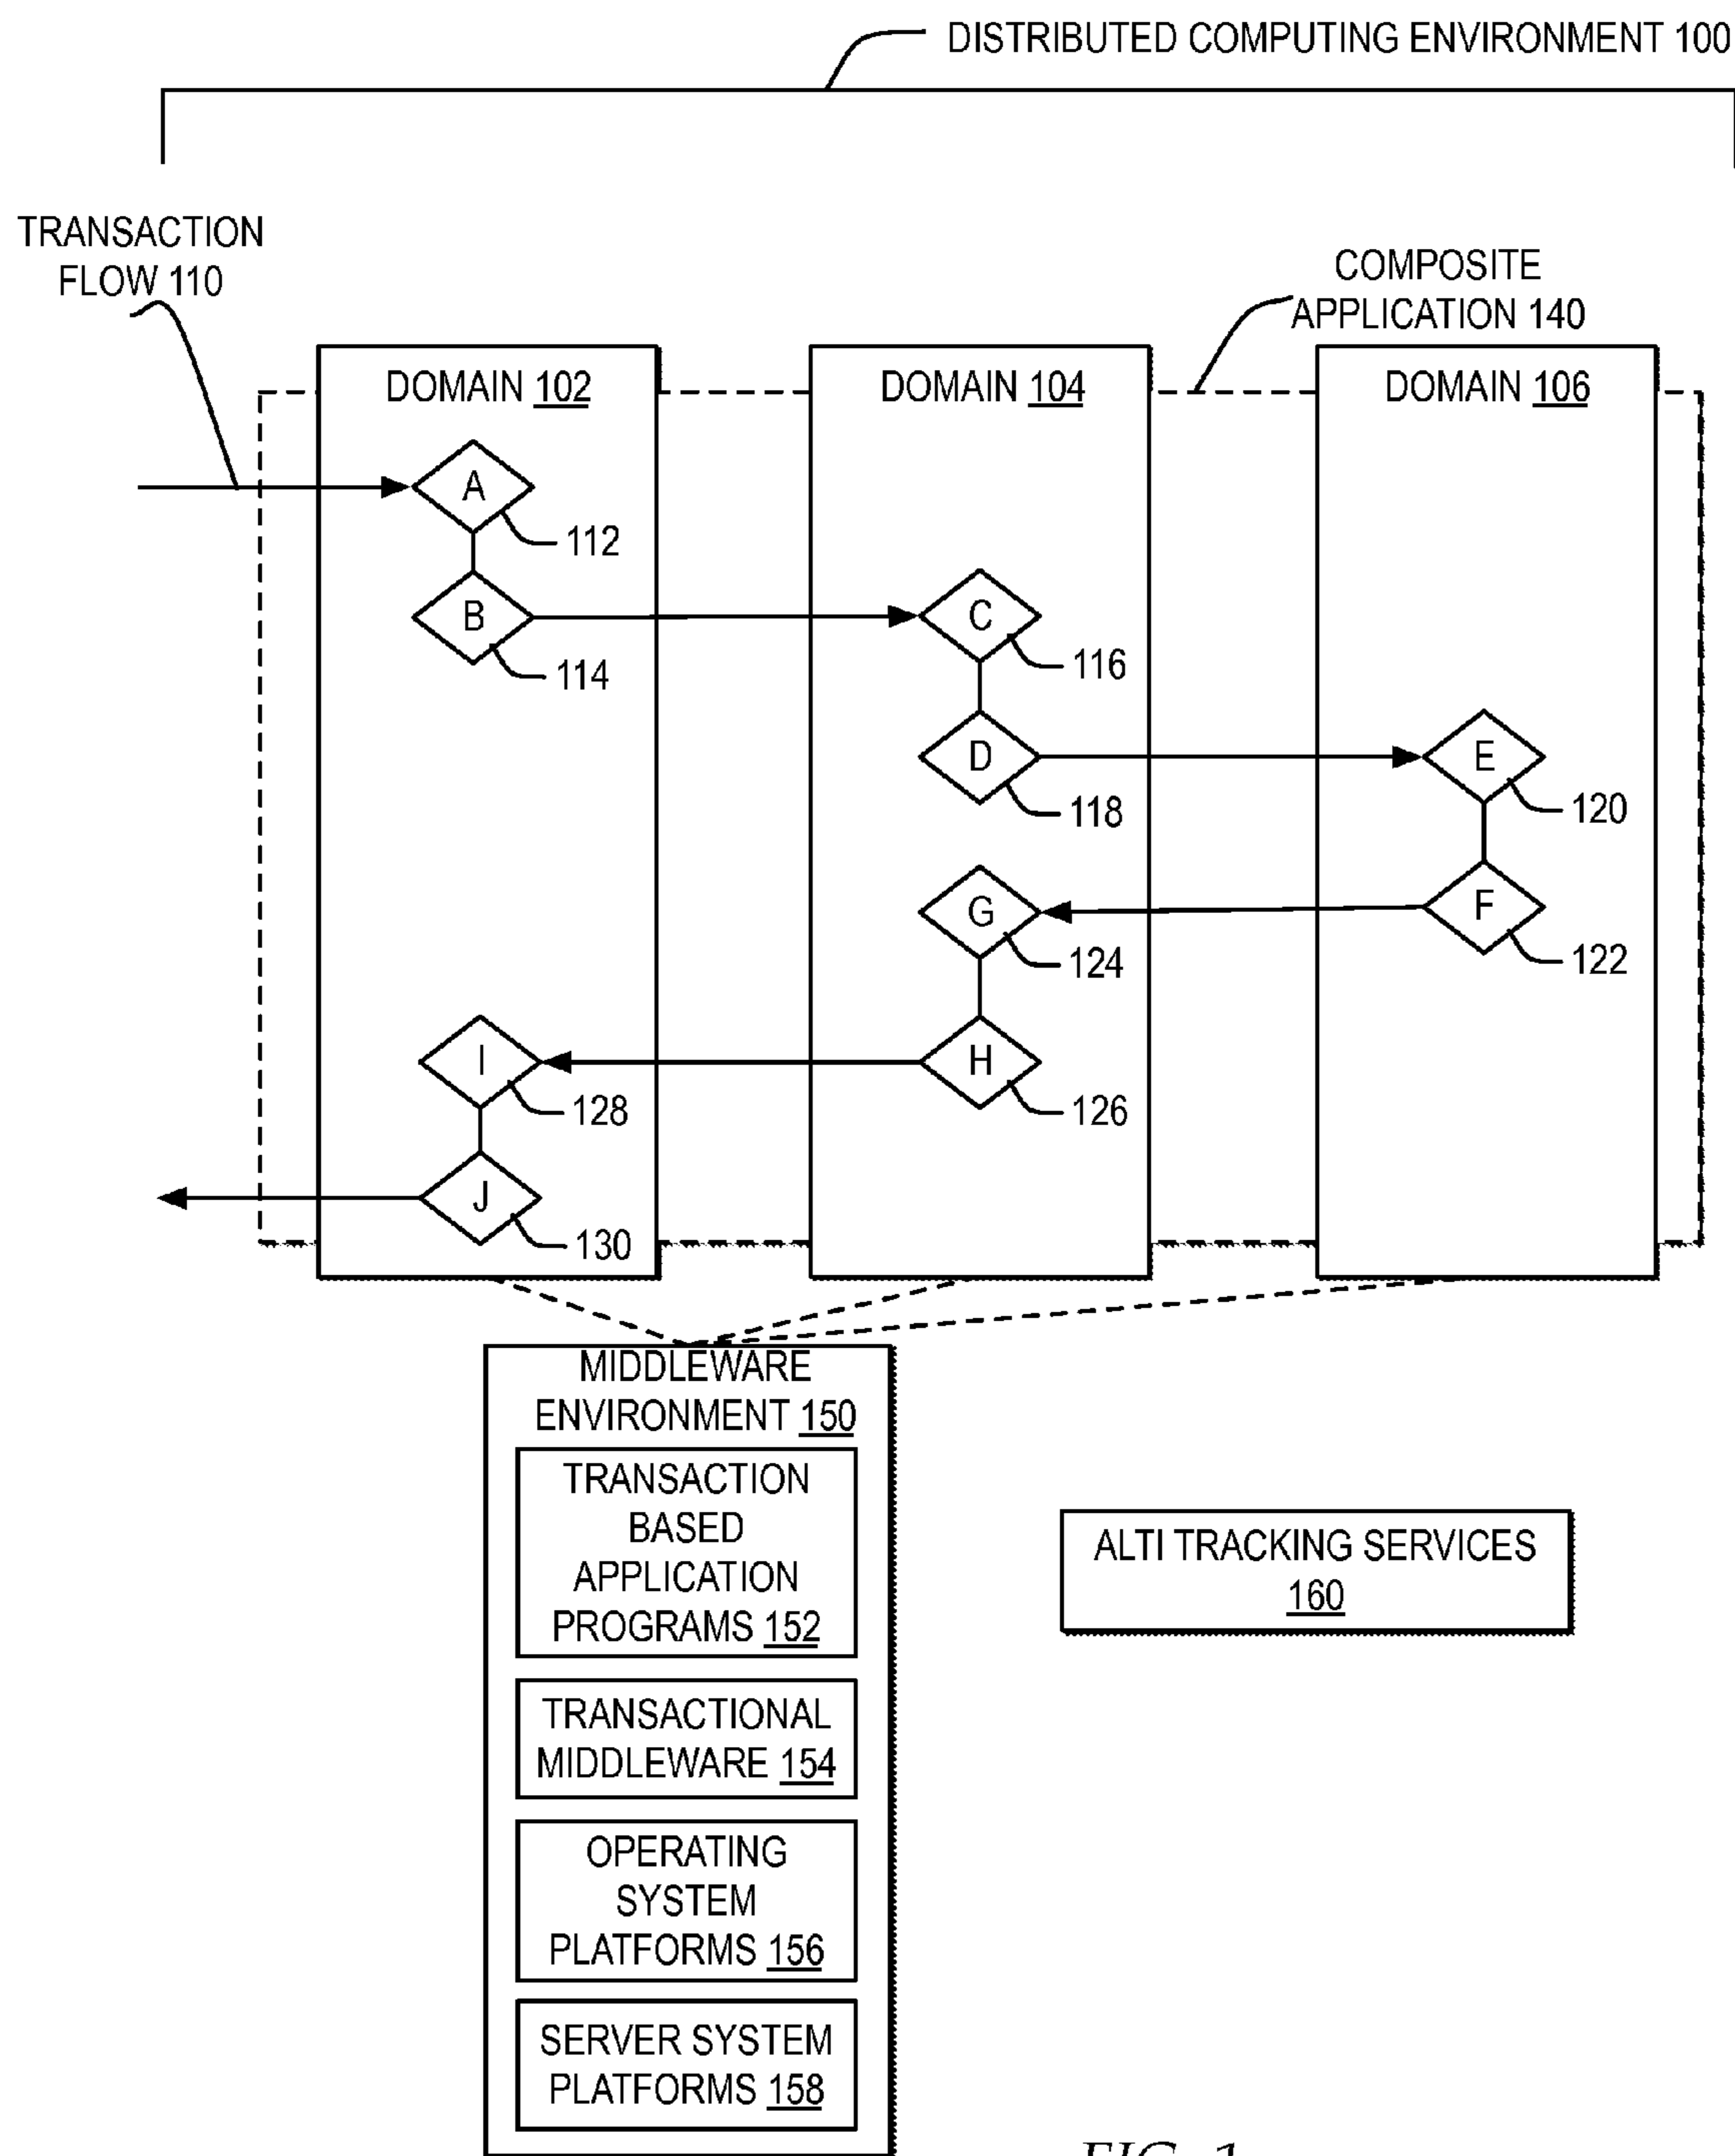 DISTRIBUTED COMPUTING ENVIRONMENT 100
TRANSACTION
FLOW 110
COMPOSITE
APPLICATION 140
DOMAIN 102
DOMAIN 104
DOMAIN 106
A
112
B
114
C
116
D
118
E
120
F
122
G
124
H
126
I
128
J
130
MIDDLEWARE
ENVIRONMENT 150
TRANSACTION
BASED
APPLICATION
PROGRAMS 152
TRANSACTIONAL
MIDDLEWARE 154
OPERATING
SYSTEM
PLATFORMS 156
SERVER SYSTEM
PLATFORMS 158
ALTI TRACKING SERVICES
160
FIG. 1